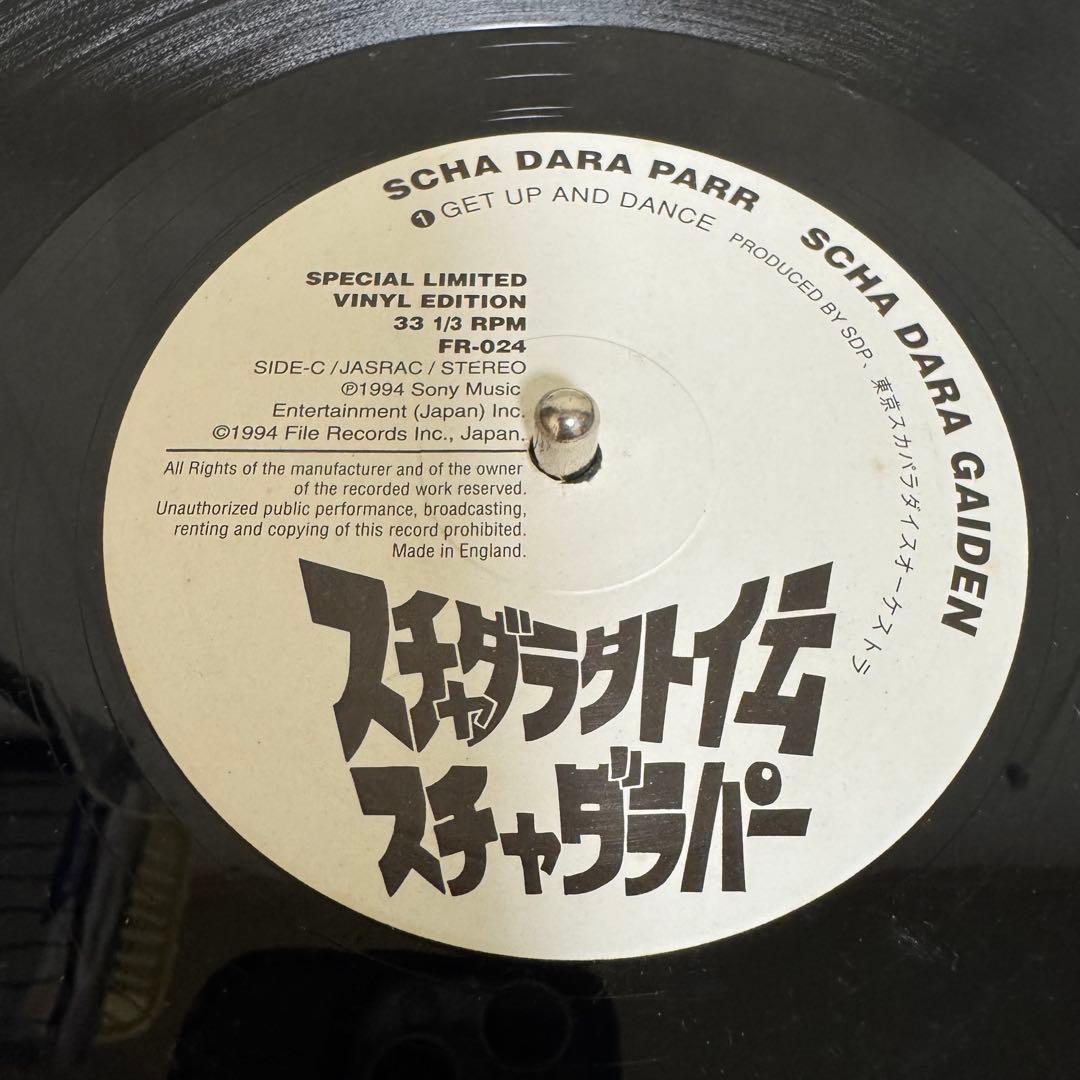 SCHA DARA PARR SCHA DARA GAIDEN
❶ GET UP AND DANCE PRODUCED BY SDP、東京スカパラダイスオーケストラ
SPECIAL LIMITED
VINYL EDITION
33 1/3 RPM
FR-024
SIDE-C /JASRAC / STEREO
℗1994 Sony Music
Entertainment (Japan) Inc.
©1994 File Records Inc., Japan.
All Rights of the manufacturer and of the owner
of the recorded work reserved.
Unauthorized public performance, broadcasting,
renting and copying of this record prohibited.
Made in England.
スチャダラ外伝
スチャダラパー